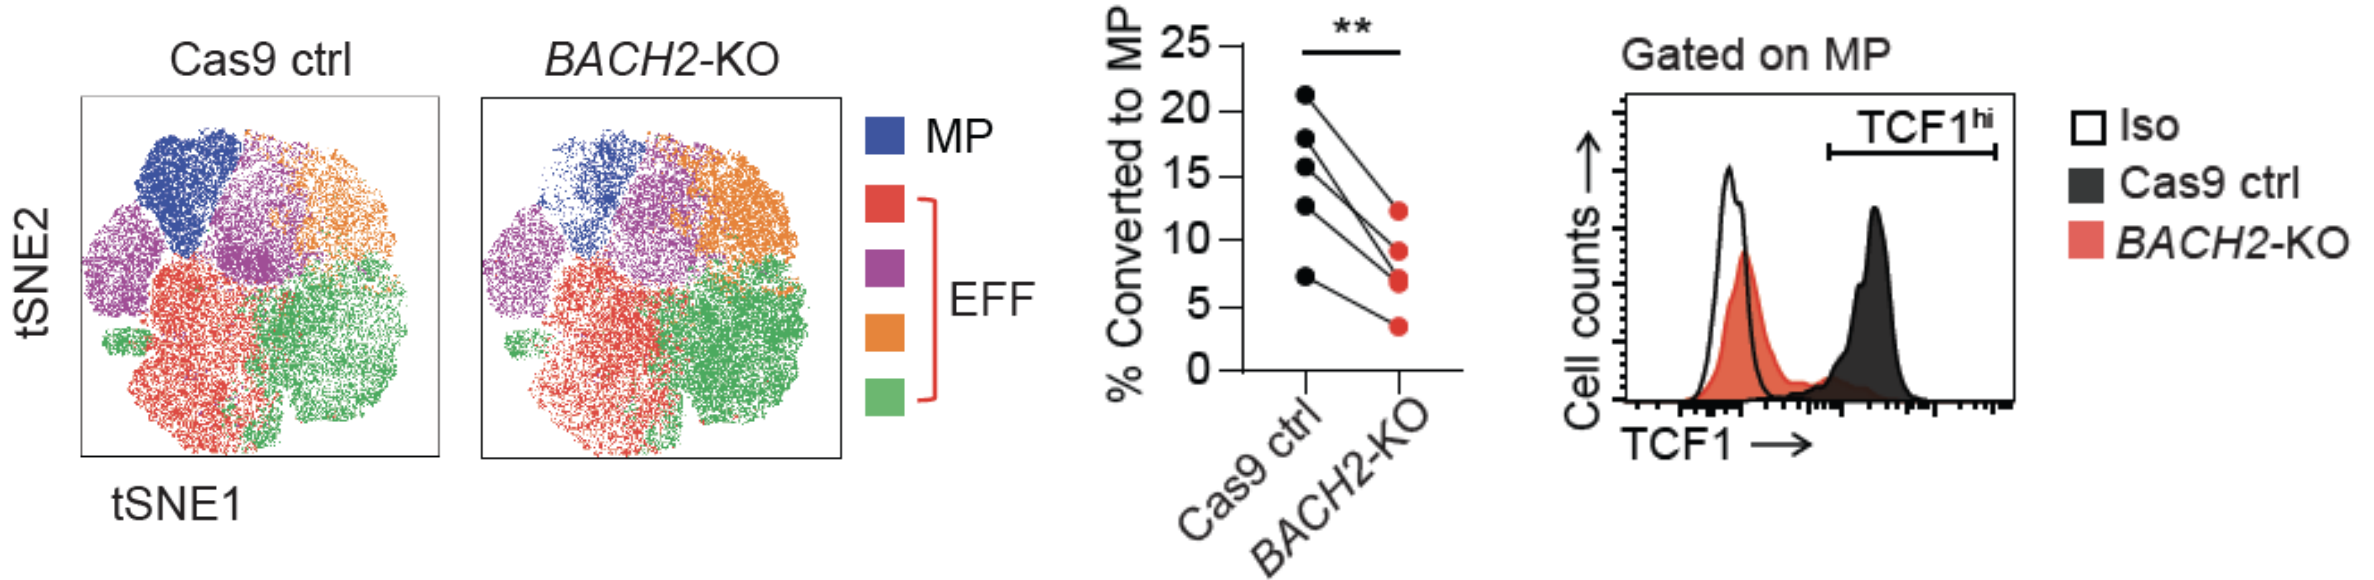 Cas9 ctrl
BACH2-KO
tSNE2
tSNE1
MP
EFF
% Converted to MP
25
20
15
10
5
0
**
Cas9 ctrl
BACH2-KO
Gated on MP
TCF1hi
Cell counts →
TCF1 →
Iso
Cas9 ctrl
BACH2-KO